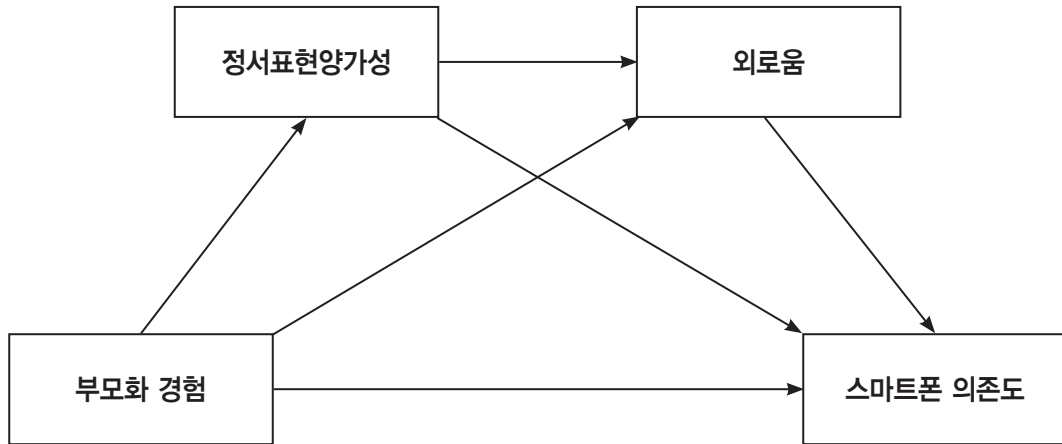 정서표현양가성
외로움
부모화 경험
스마트폰 의존도